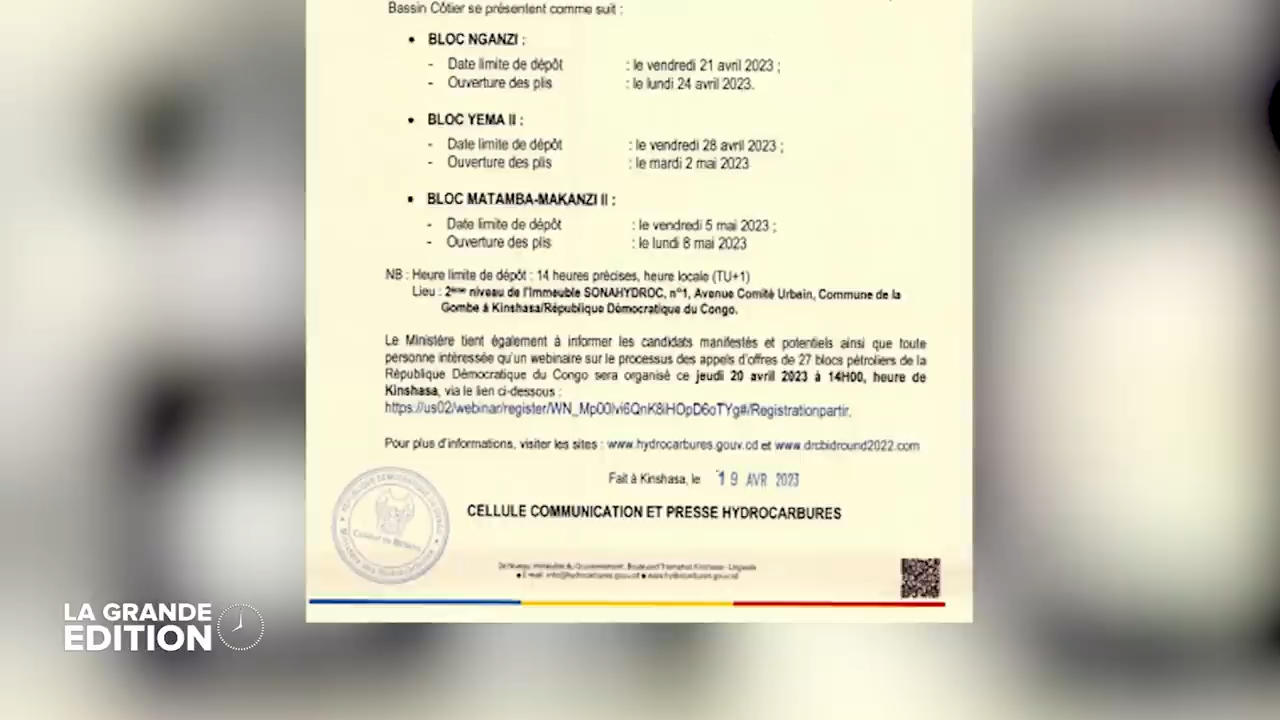 Bassin Côtier se présentent comme suit :
• BLOC NGANZI :
- Date limite de dépôt : le vendredi 21 avril 2023 ;
- Ouverture des plis : le lundi 24 avril 2023.
• BLOC YEMA II :
- Date limite de dépôt : le vendredi 28 avril 2023 ;
- Ouverture des plis : le mardi 2 mai 2023
• BLOC MATAMBA-MAKANZI II :
- Date limite de dépôt : le vendredi 5 mai 2023 ;
- Ouverture des plis : le lundi 8 mai 2023
NB : Heure limite de dépôt : 14 heures précises, heure locale (TU+1)
Lieu : 2ème niveau de l'Immeuble SONAHYDROC, n°1, Avenue Comité Urbain, Commune de la
Gombe à Kinshasa/République Démocratique du Congo.
Le Ministère tient également à informer les candidats manifestés et potentiels ainsi que toute
personne intéressée qu'un webinaire sur le processus des appels d'offres de 27 blocs pétroliers de la
République Démocratique du Congo sera organisé ce jeudi 20 avril 2023 à 14H00, heure de
Kinshasa, via le lien ci-dessous :
https://us02/webinar/register/WN_Mp00lvi6QnK8iHOpD6oTYg#/Registrationpartir.
Pour plus d'informations, visiter les sites : www.hydrocarbures.gouv.cd et www.drcbidround2022.com
Fait à Kinshasa, le 19 AVR 2023
CELLULE COMMUNICATION ET PRESSE HYDROCARBURES
LA GRANDE
EDITION